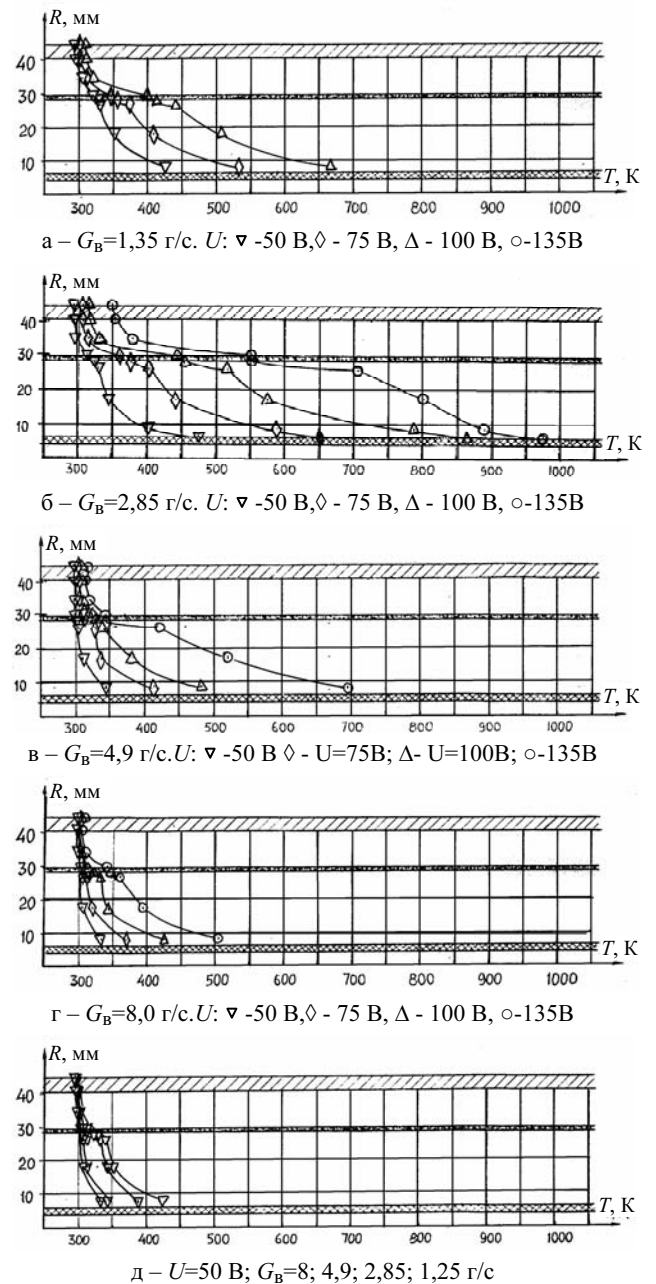 R, мм
40
30
20
10
T, К
300 400 500 600 700 800 900 1000
а – Gв=1,35 г/с. U: ▿ -50 В,◊ - 75 В, Δ - 100 В, ○-135В
R, мм
40
30
20
10
T, К
300 400 500 600 700 800 900 1000
б – Gв=2,85 г/с. U: ▿ -50 В,◊ - 75 В, Δ - 100 В, ○-135В
R, мм
40
30
20
10
T, К
300 400 500 600 700 800 900 1000
в – Gв=4,9 г/с.U: ▿ -50 В ◊ - U=75В; Δ- U=100В; ○-135В
R, мм
40
30
20
10
T, К
300 400 500 600 700 800 900 1000
г – Gв=8,0 г/с.U: ▿ -50 В,◊ - 75 В, Δ - 100 В, ○-135В
R, мм
40
30
20
10
T, К
300 400 500 600 700 800 900 1000
д – U=50 В; Gв=8; 4,9; 2,85; 1,25 г/с